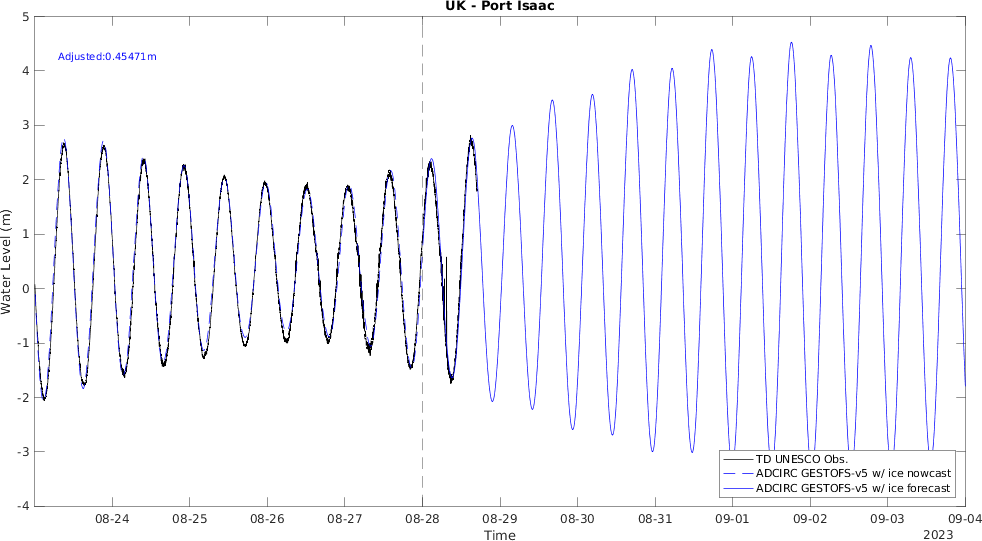 UK - Port Isaac
Adjusted:0.45471m
Water Level (m)
5
4
3
2
1
0
-1
-2
-3
-4
TD UNESCO Obs.
ADCIRC GESTOFS-v5 w/ ice nowcast
ADCIRC GESTOFS-v5 w/ ice forecast
08-24 08-25 08-26 08-27 08-28 08-29 08-30 08-31 09-01 09-02 09-03 09-04
Time
2023